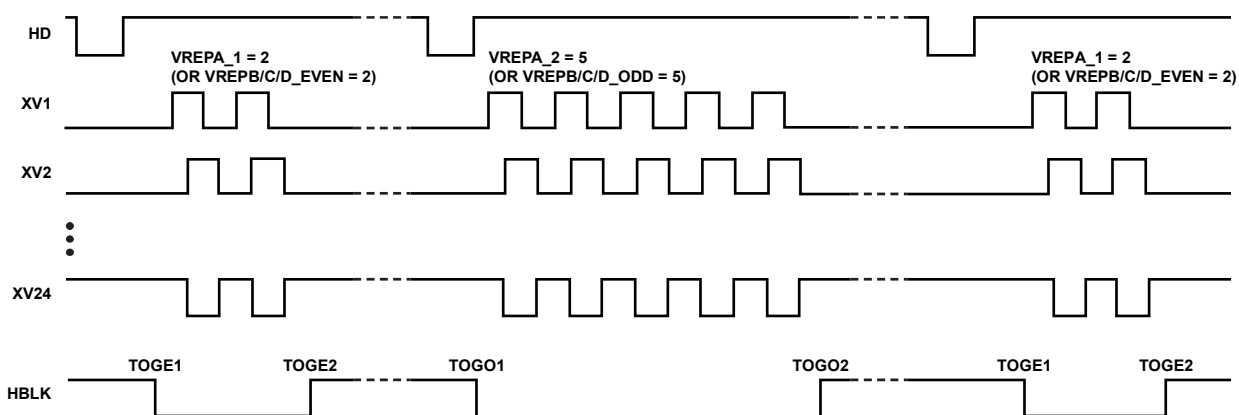 HD
VREPA_1 = 2
(OR VREPB/C/D_EVEN = 2)
VREPA_2 = 5
(OR VREPB/C/D_ODD = 5)
VREPA_1 = 2
(OR VREPB/C/D_EVEN = 2)
XV1
XV2
XV24
TOGE1
TOGE2
TOGO1
TOGO2
TOGE1
TOGE2
HBLK